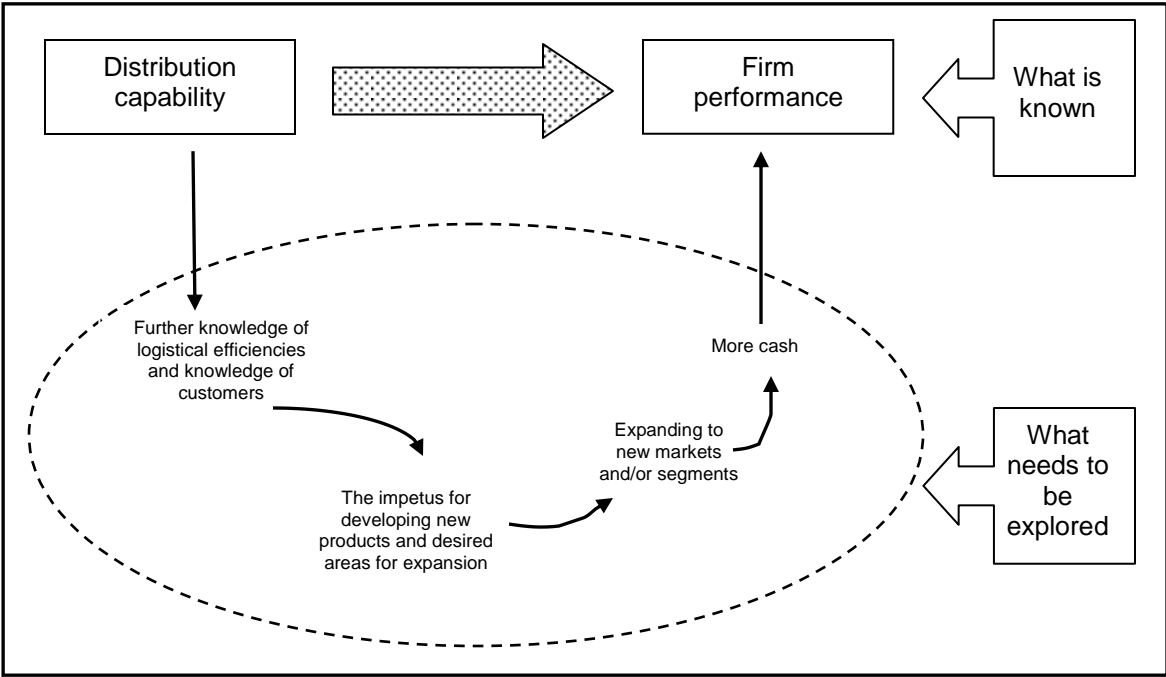 Distribution
capability
Firm
performance
What is
known
Further knowledge of
logistical efficiencies
and knowledge of
customers
More cash
Expanding to
new markets
and/or segments
The impetus for
developing new
products and desired
areas for expansion
What
needs to
be
explored